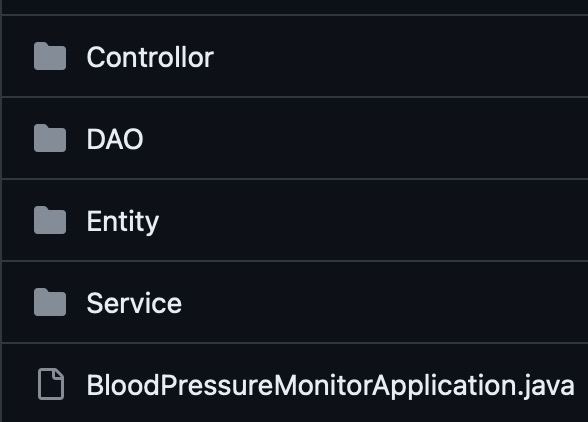 Controllor
DAO
Entity
Service
BloodPressureMonitorApplication.java